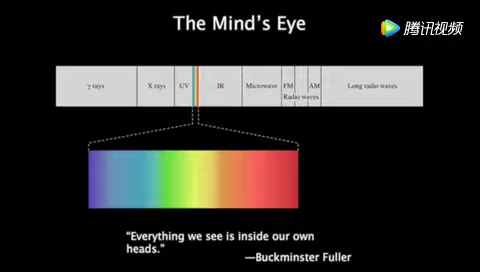 The Mind's Eye
腾讯视频
γ rays
X rays
UV
IR
Microwave
FM
AM
Radio waves
Long radio waves
"Everything we see is inside our own
heads."
—Buckminster Fuller